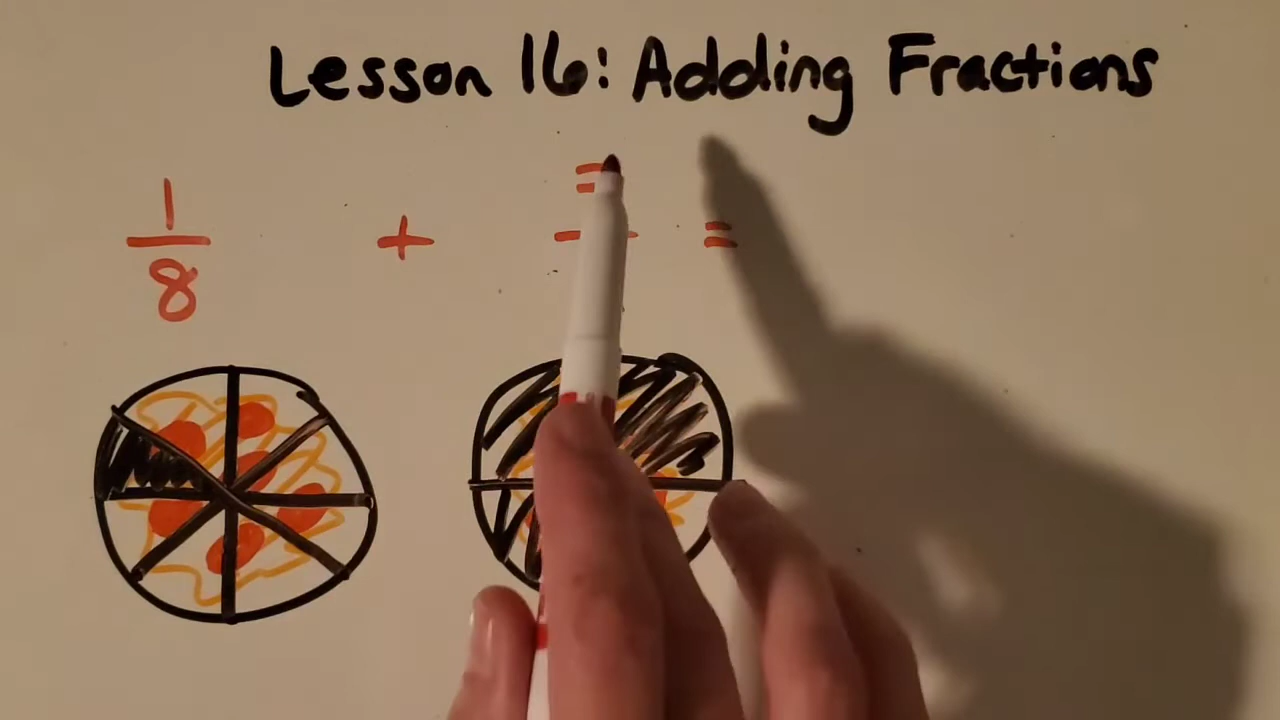 Lesson 16: Adding Fractions
1/8 + =